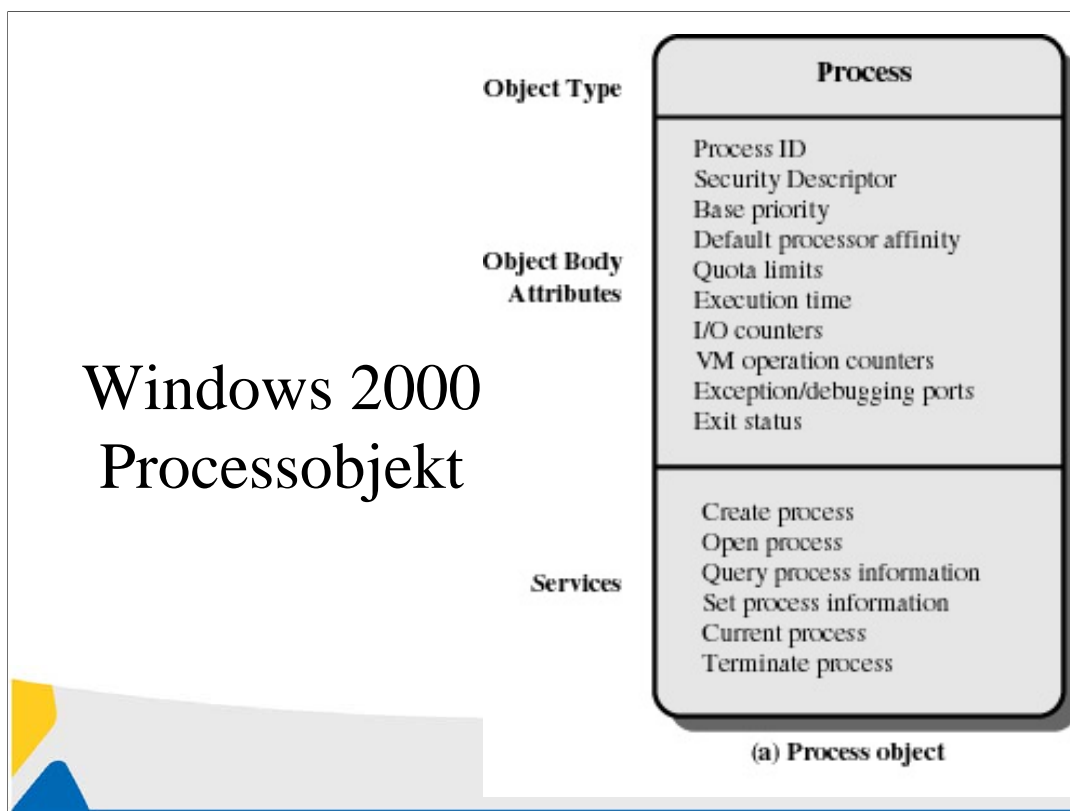 Windows 2000
Processobjekt
Object Type
Process
Object Body
Attributes
Process ID
Security Descriptor
Base priority
Default processor affinity
Quota limits
Execution time
I/O counters
VM operation counters
Exception/debugging ports
Exit status
Services
Create process
Open process
Query process information
Set process information
Current process
Terminate process
(a) Process object